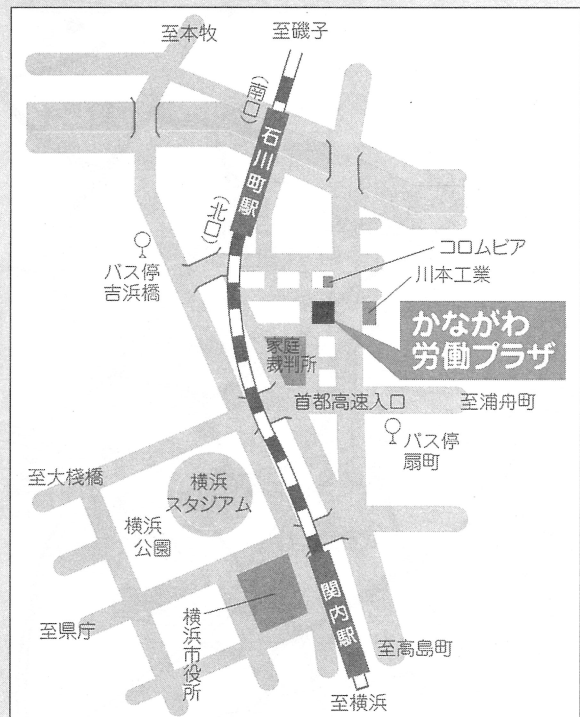 至本牧
至磯子
（南口）
石川町駅
（北口）
バス停
吉浜橋
コロムビア
川本工業
かながわ
労働プラザ
家庭
裁判所
首都高速入口
至浦舟町
バス停
扇町
至大棧橋
横浜
スタジアム
横浜
公園
至県庁
横浜市役所
関内駅
至高島町
至横浜